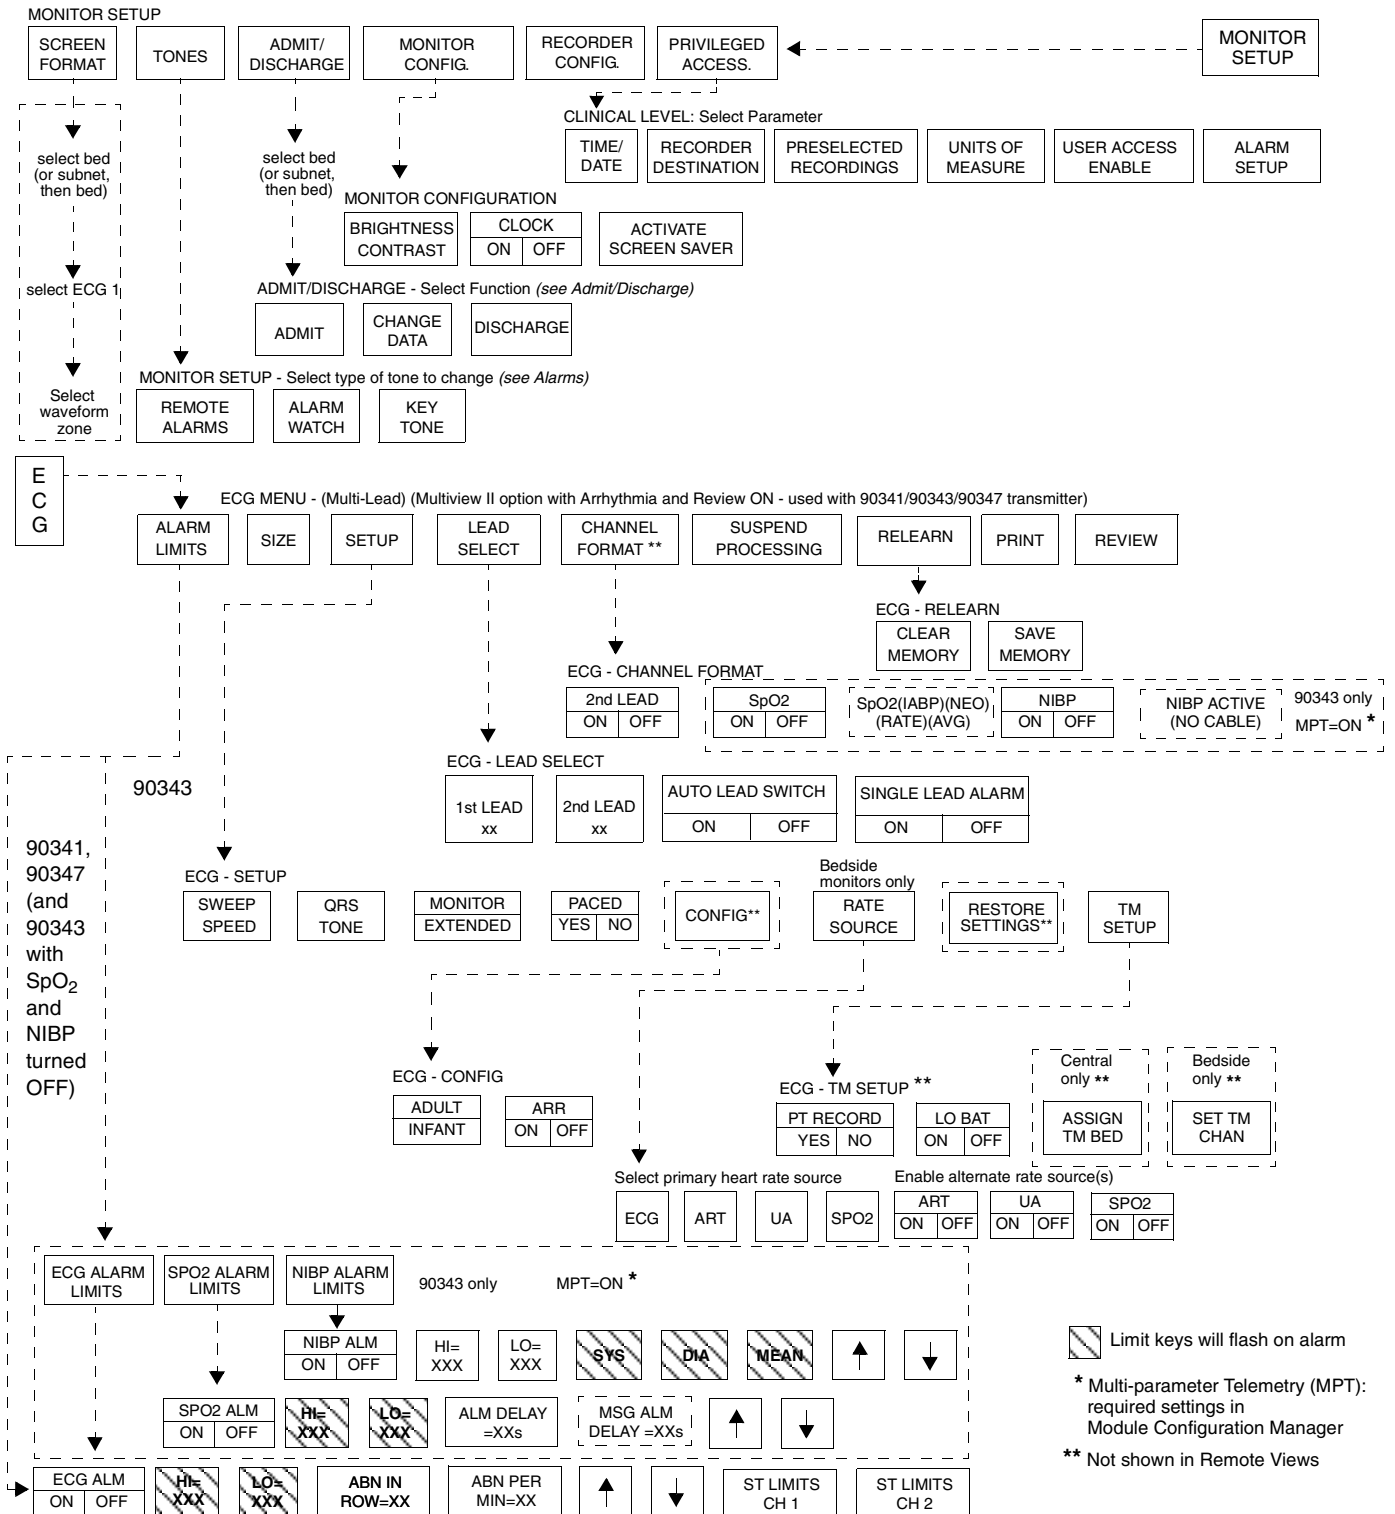 MONITOR SETUP
SCREEN
FORMAT
TONES
ADMIT/
DISCHARGE
MONITOR
CONFIG.
RECORDER
CONFIG.
PRIVILEGED
ACCESS.
MONITOR
SETUP
select bed
(or subnet,
then bed)
select ECG 1
Select
waveform
zone
select bed
(or subnet,
then bed)
CLINICAL LEVEL: Select Parameter
TIME/
DATE
RECORDER
DESTINATION
PRESELECTED
RECORDINGS
UNITS OF
MEASURE
USER ACCESS
ENABLE
ALARM
SETUP
MONITOR CONFIGURATION
BRIGHTNESS
CONTRAST
CLOCK
ON OFF
ACTIVATE
SCREEN SAVER
ADMIT/DISCHARGE - Select Function (see Admit/Discharge)
ADMIT
CHANGE
DATA
DISCHARGE
MONITOR SETUP - Select type of tone to change (see Alarms)
REMOTE
ALARMS
ALARM
WATCH
KEY
TONE
E
C
G
ECG MENU - (Multi-Lead) (Multiview II option with Arrhythmia and Review ON - used with 90341/90343/90347 transmitter)
ALARM
LIMITS
SIZE
SETUP
LEAD
SELECT
CHANNEL
FORMAT **
SUSPEND
PROCESSING
RELEARN
PRINT
REVIEW
ECG - RELEARN
CLEAR
MEMORY
SAVE
MEMORY
ECG - CHANNEL FORMAT
2nd LEAD
ON OFF
SpO2
ON OFF
SpO2(IABP)(NEO)
(RATE)(AVG)
NIBP
ON OFF
NIBP ACTIVE
(NO CABLE)
90343 only
MPT=ON *
ECG - LEAD SELECT
1st LEAD
xx
2nd LEAD
xx
AUTO LEAD SWITCH
ON OFF
SINGLE LEAD ALARM
ON OFF
90343
90341,
90347
(and
90343
with
SpO2
and
NIBP
turned
OFF)
ECG - SETUP
SWEEP
SPEED
QRS
TONE
MONITOR
EXTENDED
PACED
YES NO
CONFIG**
Bedside
monitors only
RATE
SOURCE
RESTORE
SETTINGS**
TM
SETUP
ECG - CONFIG
ADULT
INFANT
ARR
ON OFF
ECG - TM SETUP **
PT RECORD
YES NO
LO BAT
ON OFF
Central
only **
ASSIGN
TM BED
Bedside
only **
SET TM
CHAN
Select primary heart rate source
ECG
ART
UA
SPO2
Enable alternate rate source(s)
ART
ON OFF
UA
ON OFF
SPO2
ON OFF
ECG ALARM
LIMITS
SPO2 ALARM
LIMITS
NIBP ALARM
LIMITS
90343 only
MPT=ON *
NIBP ALM
ON OFF
HI=
XXX
LO=
XXX
SYS
DIA
MEAN
SPO2 ALM
ON OFF
HI=
XXX
LO=
XXX
ALM DELAY
=XXs
MSG ALM
DELAY =XXs
ECG ALM
ON OFF
HI=
XXX
LO=
XXX
ABN IN
ROW=XX
ABN PER
MIN=XX
ST LIMITS
CH 1
ST LIMITS
CH 2
Limit keys will flash on alarm
* Multi-parameter Telemetry (MPT):
required settings in
Module Configuration Manager
** Not shown in Remote Views